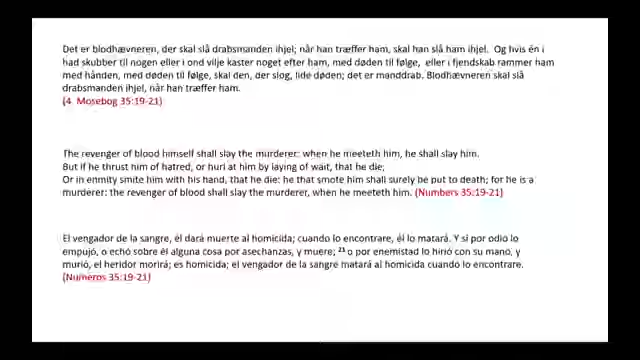 Det er blodhævneren, der skal slå drabsmanden ihjel; når han træffer ham, skal han slå ham ihjel. Og hvis én i
had skubber til nogen eller i ond vilje kaster noget efter ham, med døden til følge, eller i fjendskab rammer ham
med hånden, med døden til følge, skal den, der slog, lide døden; det er manddrab. Blodhævneren skal slå
drabsmanden ihjel, når han træffer ham.
(4 Mosebog 35:19-21)
The revenger of blood himself shall slay the murderer: when he meeteth him, he shall slay him.
But if he thrust him of hatred, or hurl at him by laying of wait, that he die;
Or in enmity smite him with his hand, that he die: he that smote him shall surely be put to death; for he is a
murderer: the revenger of blood shall slay the murderer, when he meeteth him. (Numbers 35:19-21)
El vengador de la sangre, él dará muerte al homicida; cuando lo encontrare, él lo matará. Y si por odio lo
empujó, o echó sobre él alguna cosa por asechanzas, y muere; 21 o por enemistad lo hirió con su mano, y
murió, el heridor morirá; es homicida; el vengador de la sangre matará al homicida cuando lo encontrare.
(Numeros 35:19-21)